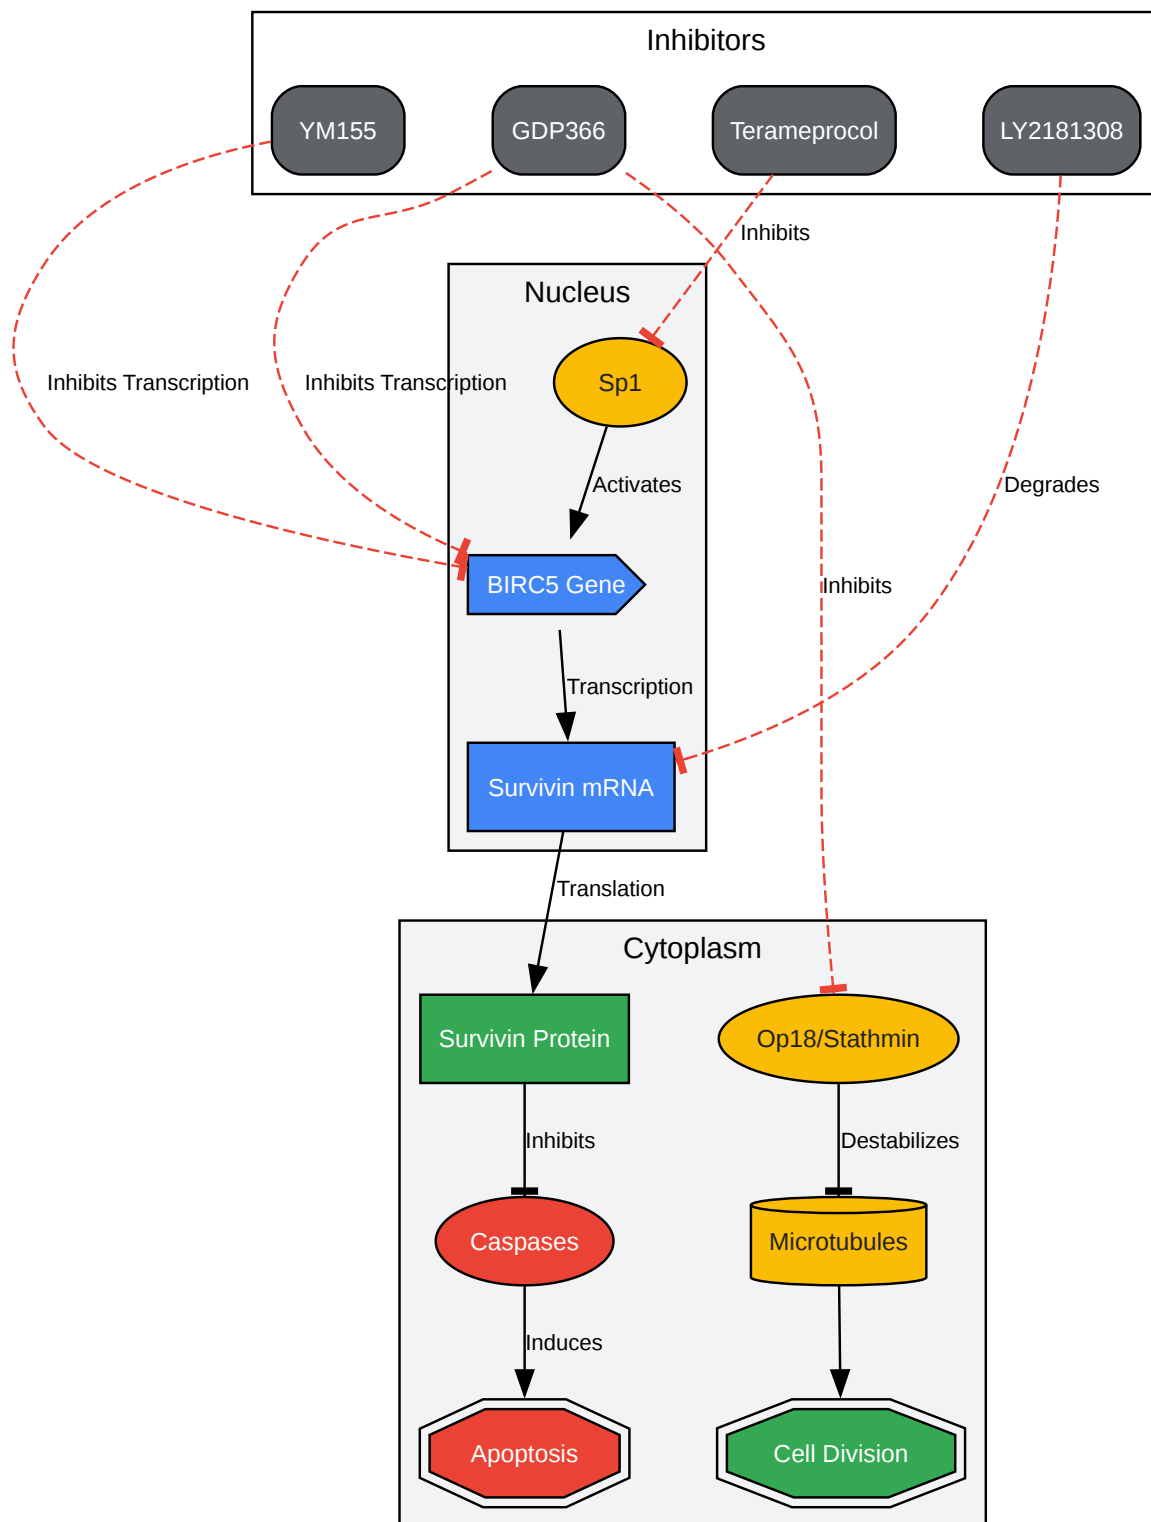 Inhibitors
YM155
GDP366
Terameprocol
LY2181308
Inhibits
Nucleus
Sp1
Inhibits Transcription
Inhibits Transcription
Activates
Degrades
BIRC5 Gene
Inhibits
Transcription
Survivin mRNA
Translation
Cytoplasm
Survivin Protein
Op18/Stathmin
Inhibits
Destabilizes
Caspases
Microtubules
Induces
Apoptosis
Cell Division